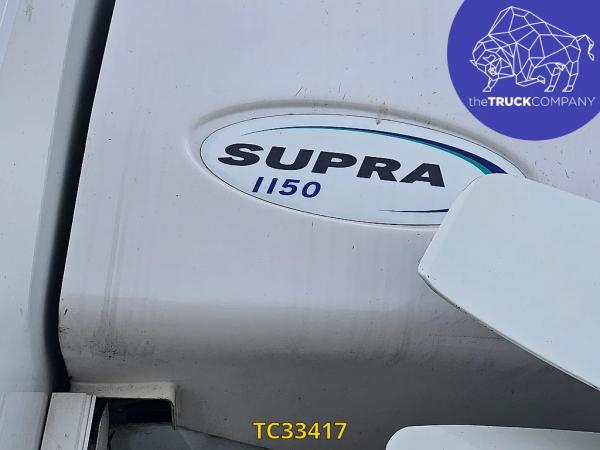 theTRUCKCOMPANY
SUPRA
1150
TC33417